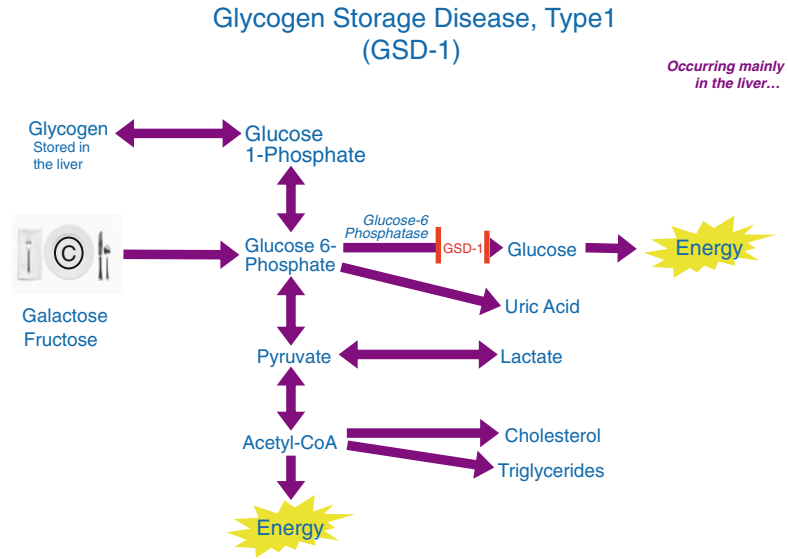 Glycogen Storage Disease, Type1
(GSD-1)
Occurring mainly
in the liver...
Glycogen
Stored in
the liver
Glucose
1-Phosphate
Glucose-6
Phosphatase
GSD-1
Glucose
Energy
Glucose 6-
Phosphate
©
Uric Acid
Galactose
Fructose
Pyruvate
Lactate
Acetyl-CoA
Cholesterol
Triglycerides
Energy